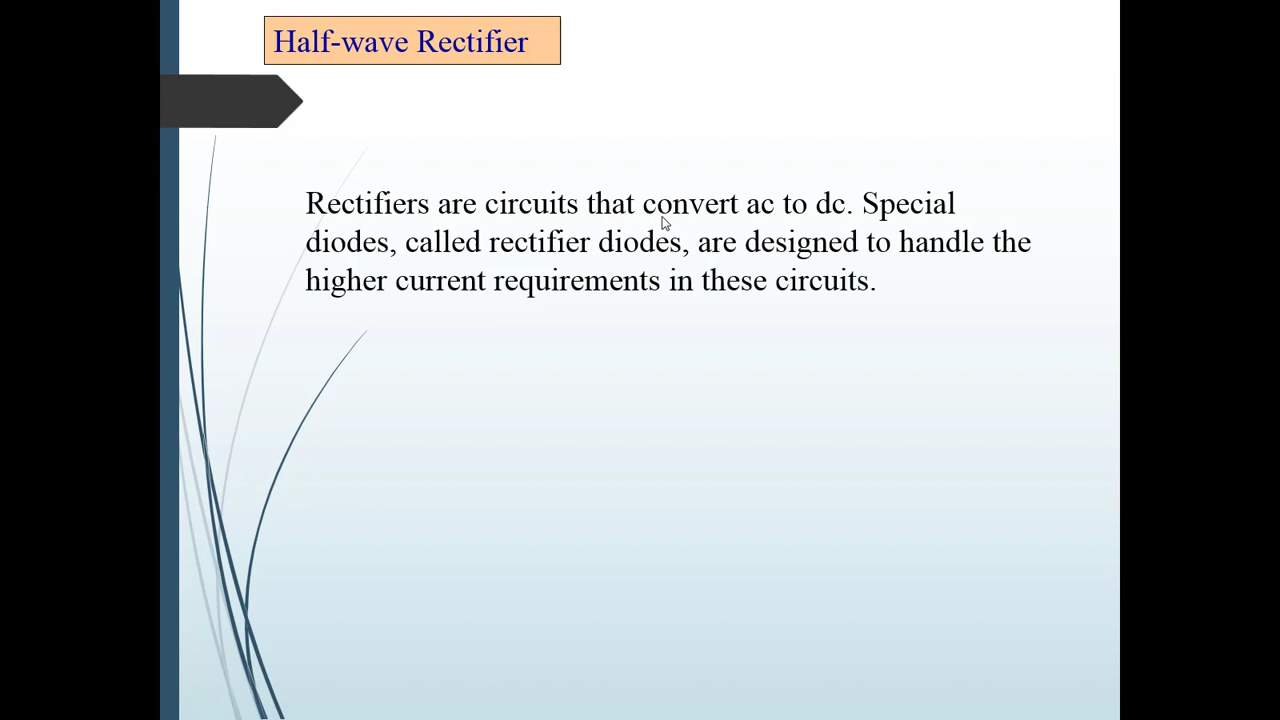 Half-wave Rectifier
Rectifiers are circuits that convert ac to dc. Special
diodes, called rectifier diodes, are designed to handle the
higher current requirements in these circuits.